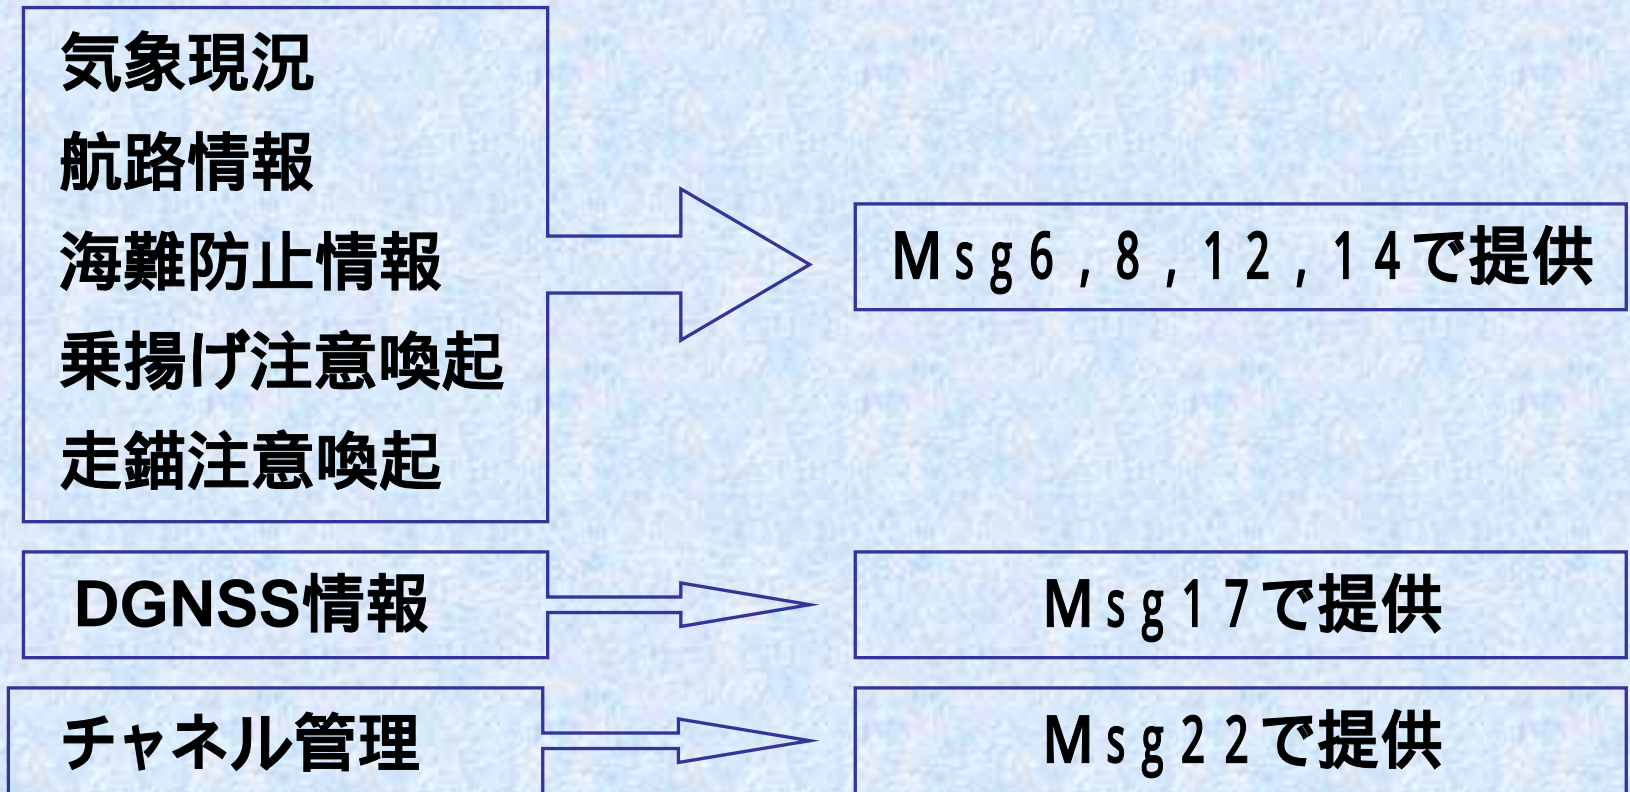 気象現況
航路情報
海難防止情報
乗揚げ注意喚起
走錨注意喚起
Msg6,8,12,14で提供
DGNSS情報
Msg17で提供
チャネル管理
Msg22で提供